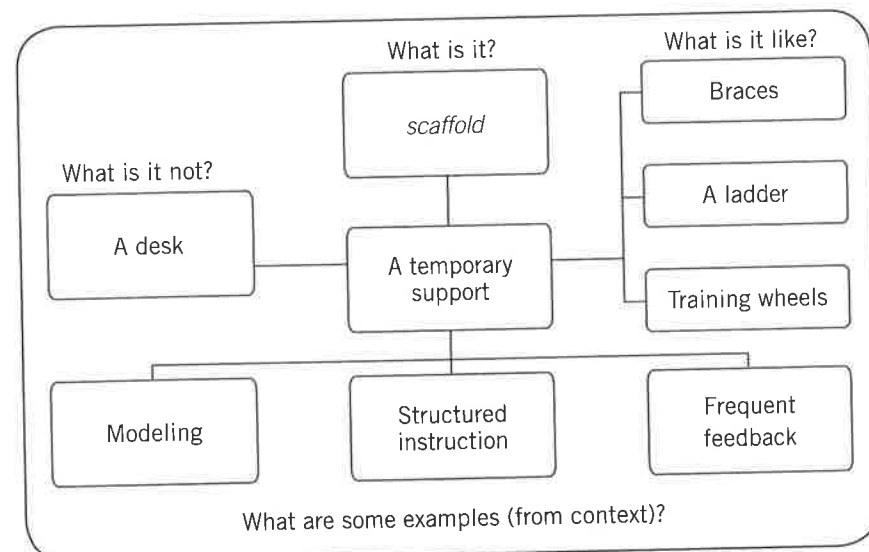 What is it?
What is it like?
scaffold
Braces
What is it not?
A desk
A ladder
A temporary
support
Training wheels
Modeling
Structured
instruction
Frequent
feedback
What are some examples (from context)?